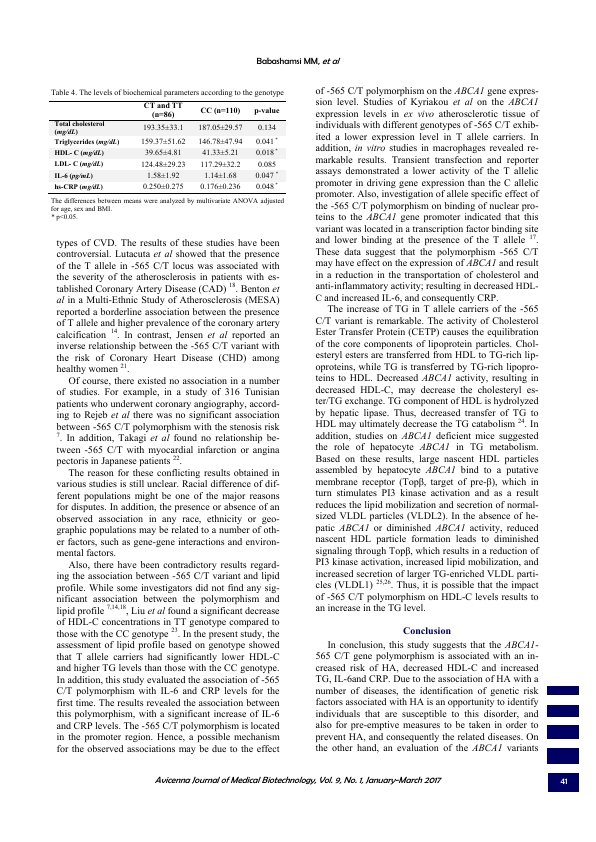 Babashamsi MM, et al
Table 4. The levels of biochemical parameters according to the genotype
CT and TT (n=86) CC (n=110) p-value
Total cholesterol (mg/dL) 193.35±33.1 187.05±29.57 0.134
Triglycerides (mg/dL) 159.37±51.62 146.78±47.94 0.041 *
HDL- C (mg/dL) 39.65±4.81 41.33±5.21 0.018 *
LDL- C (mg/dL) 124.48±29.23 117.29±32.2 0.085
IL-6 (pg/mL) 1.58±1.92 1.14±1.68 0.047 *
hs-CRP (mg/dL) 0.250±0.275 0.176±0.236 0.048 *
The differences between means were analyzed by multivariate ANOVA adjusted
for age, sex and BMI.
* p<0.05.
types of CVD. The results of these studies have been
controversial. Lutacuta et al showed that the presence
of the T allele in -565 C/T locus was associated with
the severity of the atherosclerosis in patients with es-
tablished Coronary Artery Disease (CAD) 18. Benton et
al in a Multi-Ethnic Study of Atherosclerosis (MESA)
reported a borderline association between the presence
of T allele and higher prevalence of the coronary artery
calcification 14. In contrast, Jensen et al reported an
inverse relationship between the -565 C/T variant with
the risk of Coronary Heart Disease (CHD) among
healthy women 21.
Of course, there existed no association in a number
of studies. For example, in a study of 316 Tunisian
patients who underwent coronary angiography, accord-
ing to Rejeb et al there was no significant association
between -565 C/T polymorphism with the stenosis risk
7. In addition, Takagi et al found no relationship be-
tween -565 C/T with myocardial infarction or angina
pectoris in Japanese patients 22.
The reason for these conflicting results obtained in
various studies is still unclear. Racial difference of dif-
ferent populations might be one of the major reasons
for disputes. In addition, the presence or absence of an
observed association in any race, ethnicity or geo-
graphic populations may be related to a number of oth-
er factors, such as gene-gene interactions and environ-
mental factors.
Also, there have been contradictory results regard-
ing the association between -565 C/T variant and lipid
profile. While some investigators did not find any sig-
nificant association between the polymorphism and
lipid profile 7,14,18, Liu et al found a significant decrease
of HDL-C concentrations in TT genotype compared to
those with the CC genotype 23. In the present study, the
assessment of lipid profile based on genotype showed
that T allele carriers had significantly lower HDL-C
and higher TG levels than those with the CC genotype.
In addition, this study evaluated the association of -565
C/T polymorphism with IL-6 and CRP levels for the
first time. The results revealed the association between
this polymorphism, with a significant increase of IL-6
and CRP levels. The -565 C/T polymorphism is located
in the promoter region. Hence, a possible mechanism
for the observed associations may be due to the effect
of -565 C/T polymorphism on the ABCA1 gene expres-
sion level. Studies of Kyriakou et al on the ABCA1
expression levels in ex vivo atherosclerotic tissue of
individuals with different genotypes of -565 C/T exhib-
ited a lower expression level in T allele carriers. In
addition, in vitro studies in macrophages revealed re-
markable results. Transient transfection and reporter
assays demonstrated a lower activity of the T allelic
promoter in driving gene expression than the C allelic
promoter. Also, investigation of allele specific effect of
the -565 C/T polymorphism on binding of nuclear pro-
teins to the ABCA1 gene promoter indicated that this
variant was located in a transcription factor binding site
and lower binding at the presence of the T allele 17.
These data suggest that the polymorphism -565 C/T
may have effect on the expression of ABCA1 and result
in a reduction in the transportation of cholesterol and
anti-inflammatory activity; resulting in decreased HDL-
C and increased IL-6, and consequently CRP.
The increase of TG in T allele carriers of the -565
C/T variant is remarkable. The activity of Cholesterol
Ester Transfer Protein (CETP) causes the equilibration
of the core components of lipoprotein particles. Chol-
esteryl esters are transferred from HDL to TG-rich lip-
oproteins, while TG is transferred by TG-rich lipopro-
teins to HDL. Decreased ABCA1 activity, resulting in
decreased HDL-C, may decrease the cholesteryl es-
ter/TG exchange. TG component of HDL is hydrolyzed
by hepatic lipase. Thus, decreased transfer of TG to
HDL may ultimately decrease the TG catabolism 24. In
addition, studies on ABCA1 deficient mice suggested
the role of hepatocyte ABCA1 in TG metabolism.
Based on these results, large nascent HDL particles
assembled by hepatocyte ABCA1 bind to a putative
membrane receptor (Topβ, target of pre-β), which in
turn stimulates PI3 kinase activation and as a result
reduces the lipid mobilization and secretion of normal-
sized VLDL particles (VLDL2). In the absence of he-
patic ABCA1 or diminished ABCA1 activity, reduced
nascent HDL particle formation leads to diminished
signaling through Topβ, which results in a reduction of
PI3 kinase activation, increased lipid mobilization, and
increased secretion of larger TG-enriched VLDL parti-
cles (VLDL1) 25,26. Thus, it is possible that the impact
of -565 C/T polymorphism on HDL-C levels results to
an increase in the TG level.
Conclusion
In conclusion, this study suggests that the ABCA1-
565 C/T gene polymorphism is associated with an in-
creased risk of HA, decreased HDL-C and increased
TG, IL-6and CRP. Due to the association of HA with a
number of diseases, the identification of genetic risk
factors associated with HA is an opportunity to identify
individuals that are susceptible to this disorder, and
also for pre-emptive measures to be taken in order to
prevent HA, and consequently the related diseases. On
the other hand, an evaluation of the ABCA1 variants
Avicenna Journal of Medical Biotechnology, Vol. 9, No. 1, January-March 2017
41